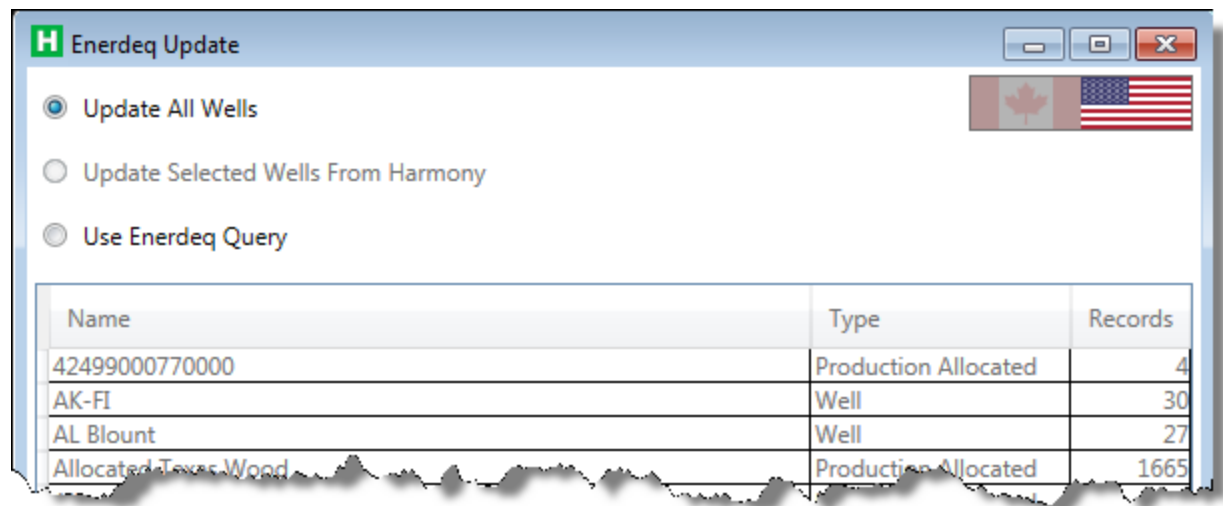 H Enerdeq Update
Update All Wells
Update Selected Wells From Harmony
Use Enerdeq Query
Name Type Records
42499000770000 Production Allocated 4
AK-FI Well 30
AL Blount Well 27
Allocated Texas Wood Production Allocated 1665